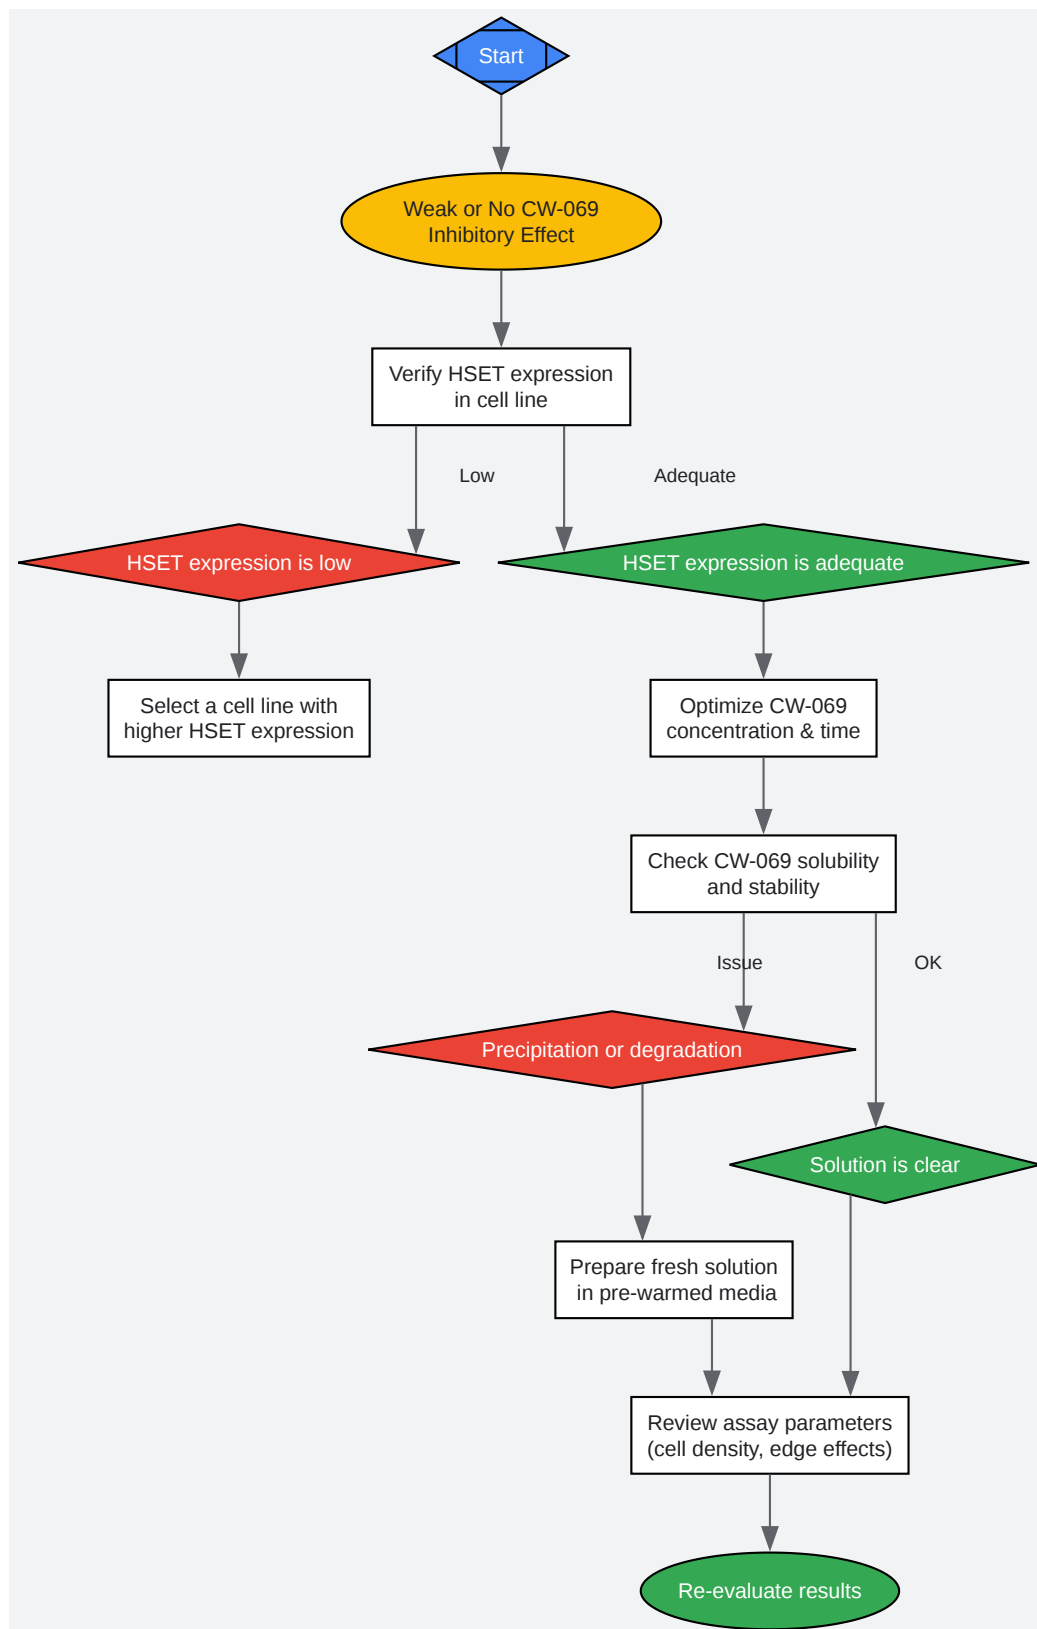 Start
Weak or No CW-069
Inhibitory Effect
Verify HSET expression
in cell line
Low
Adequate
HSET expression is low
HSET expression is adequate
Select a cell line with
higher HSET expression
Optimize CW-069
concentration & time
Check CW-069 solubility
and stability
Issue
OK
Precipitation or degradation
Solution is clear
Prepare fresh solution
in pre-warmed media
Review assay parameters
(cell density, edge effects)
Re-evaluate results